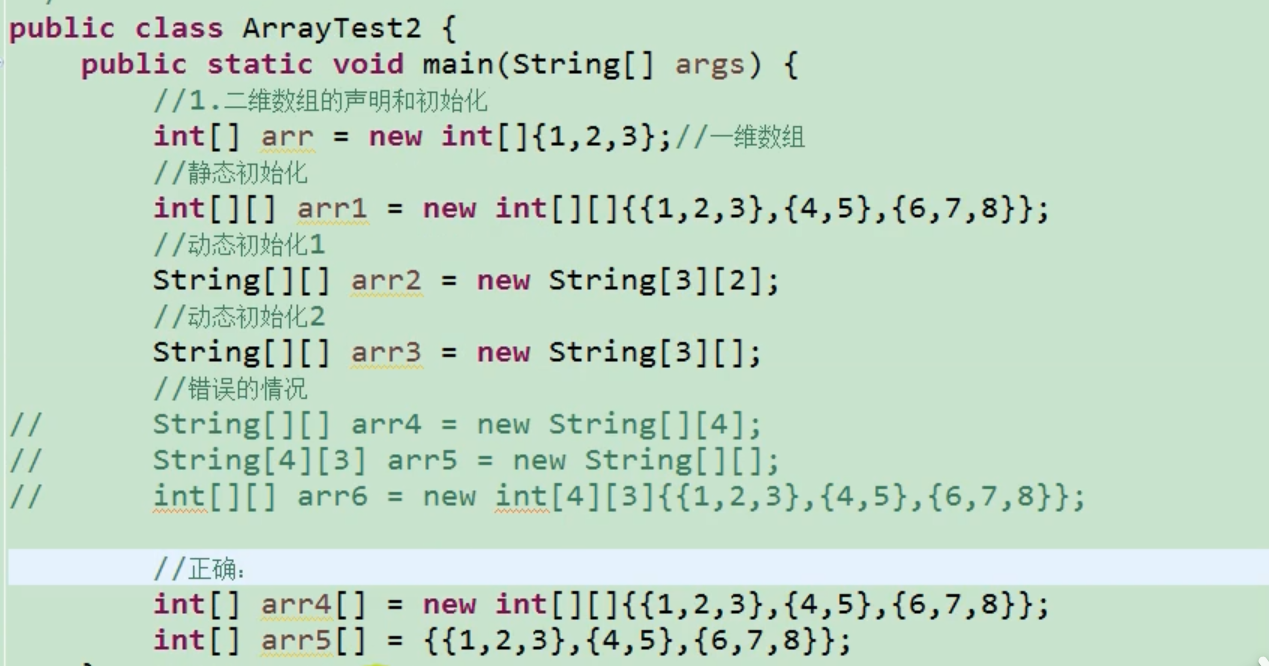 public class ArrayTest2 {
public static void main(String[] args) {
//1.二维数组的声明和初始化
int[] arr = new int[]{1,2,3};//一维数组
//静态初始化
int[][] arr1 = new int[][]{{1,2,3},{4,5},{6,7,8}};
//动态初始化1
String[][] arr2 = new String[3][2];
//动态初始化2
String[][] arr3 = new String[3][];
//错误的情况
// String[][] arr4 = new String[][4];
// String[4][3] arr5 = new String[][];
// int[][] arr6 = new int[4][3]{{1,2,3},{4,5},{6,7,8}};
//正确：
int[] arr4[] = new int[][]{{1,2,3},{4,5},{6,7,8}};
int[] arr5[] = {{1,2,3},{4,5},{6,7,8}};